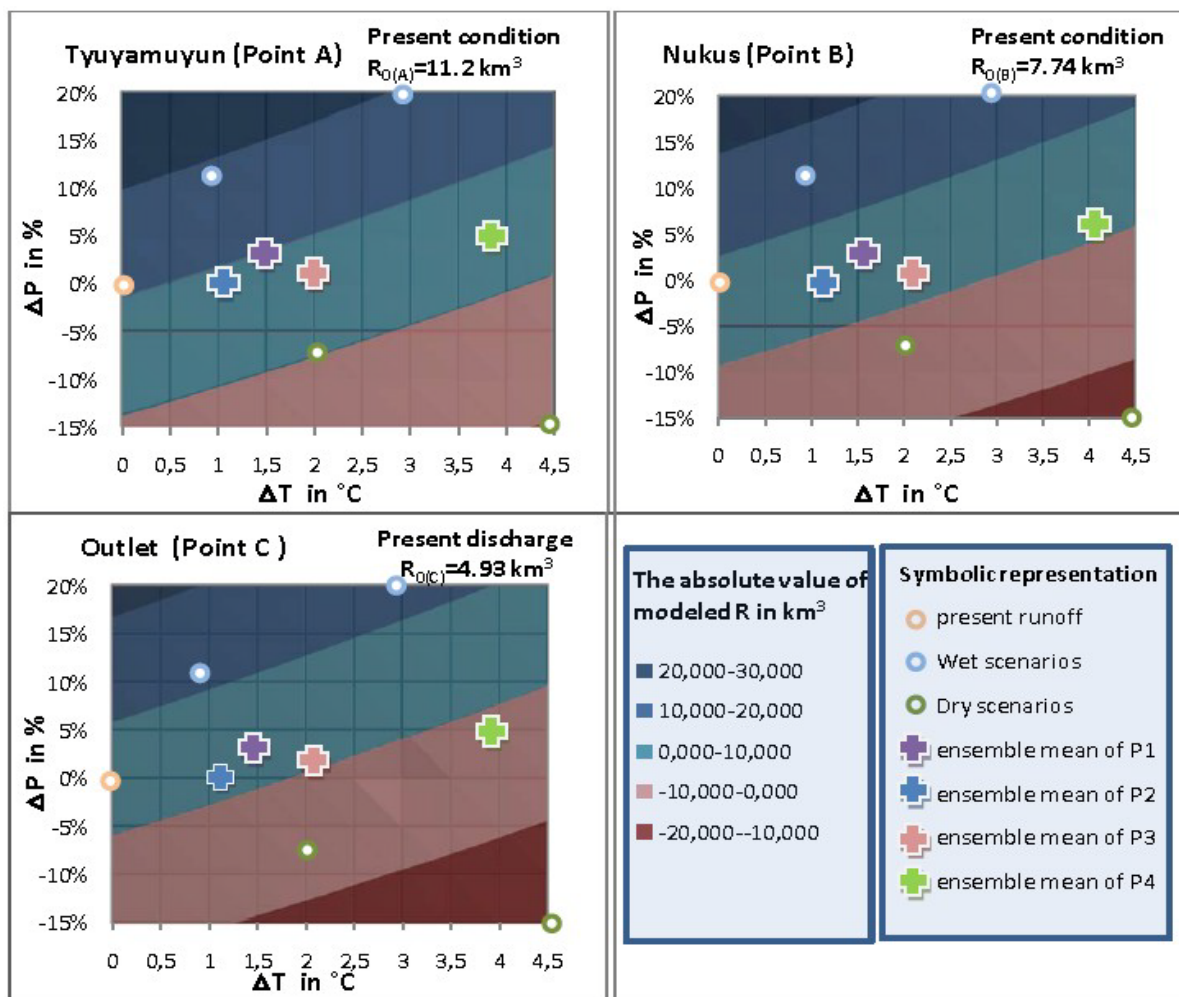 Tyuyamuyun (Point A)
Present condition
R0(A)=11.2 km3
ΔP in %
20%
15%
10%
5%
0%
-5%
-10%
-15%
0 0,5 1 1,5 2 2,5 3 3,5 4 4,5
ΔT in °C
Nukus (Point B)
Present condition
R0(B)=7.74 km3
ΔP in %
20%
15%
10%
5%
0%
-5%
-10%
-15%
0 0,5 1 1,5 2 2,5 3 3,5 4 4,5
ΔT in °C
Outlet (Point C )
Present discharge
R0(C)=4.93 km3
ΔP in %
20%
15%
10%
5%
0%
-5%
-10%
-15%
0 0,5 1 1,5 2 2,5 3 3,5 4 4,5
ΔT in °C
The absolute value of
modeled R in km3
20,000-30,000
10,000-20,000
0,000-10,000
-10,000-0,000
-20,000--10,000
Symbolic representation
present runoff
Wet scenarios
Dry scenarios
ensemble mean of P1
ensemble mean of P2
ensemble mean of P3
ensemble mean of P4